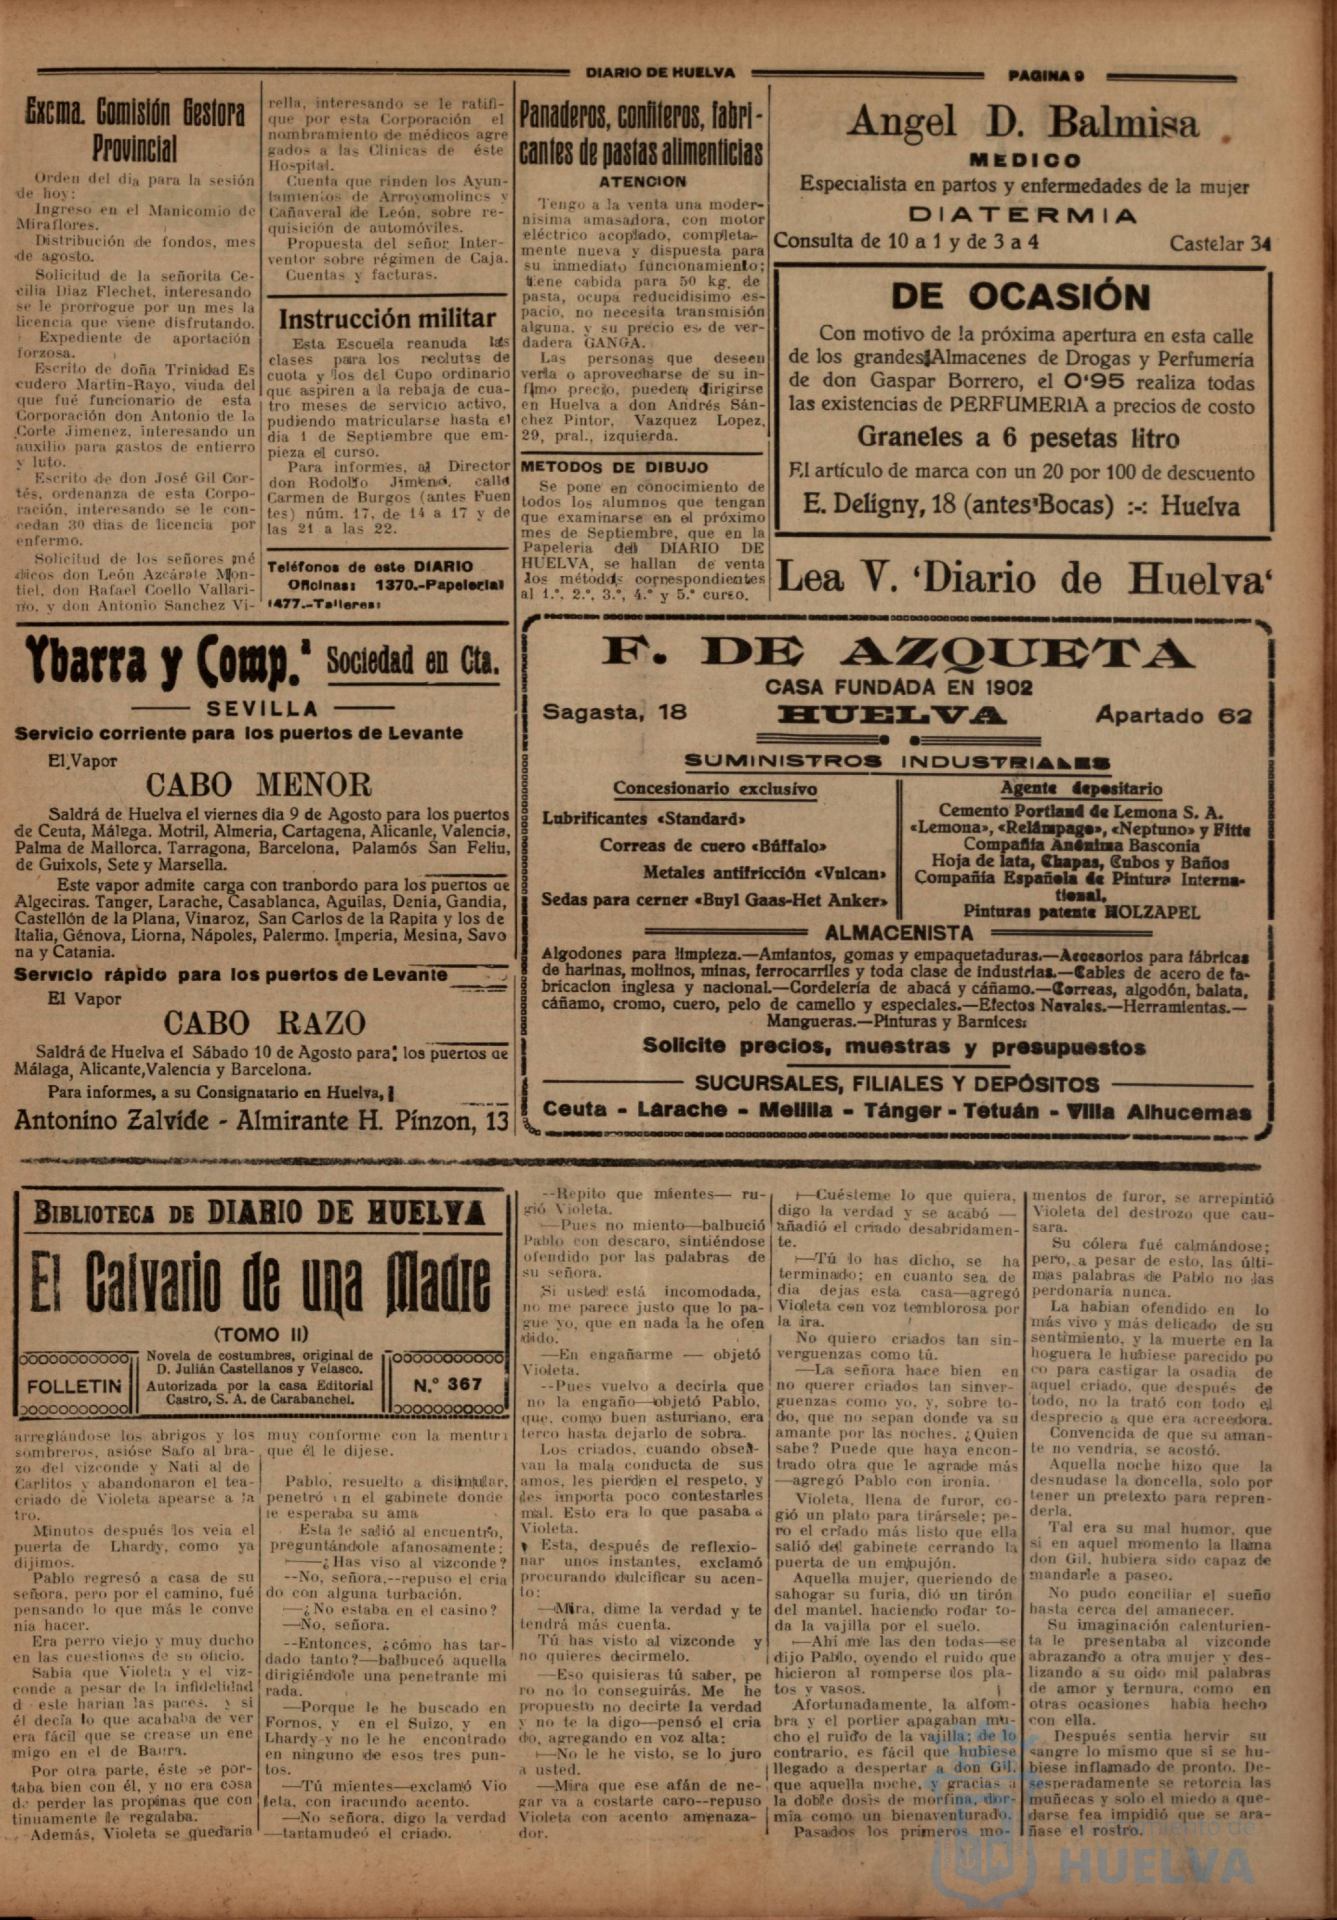 DIARIO DE HUELVA
PAGINA 9
Excma. Comisión Gestora
Provincial
Orden del día para la sesión
de hoy:
Ingreso en el Manicomio de
Miraflores.
Distribución de fondos, mes
de agosto.
Solicitud de la señorita Ce-
cilia Diaz Flechet, interesando
se le prorrogue por un mes la
licencia que viene disfrutando.
Expediente de aportación
forzosa.
Escrito de doña Trinidad Es
cudero Martin-Rayo, viuda del
que fué funcionario de esta
Corporación don Antonio de la
Corte Jimenez, interesando un
auxilio para gastos de entierro
y luto.
Escrito de don José Gil Cor-
tés, ordenanza de esta Corpo-
ración, interesando se le con-
cedan 30 dias de licencia por
enfermo.
Solicitud de los señores mé
dicos don León Azcárate Mon-
tiel, don Rafael Coello Vallari-
no, y don Antonio Sanchez Vi-
rella, interesando se le ratifi-
que por esta Corporación el
nombramiento de médicos agre
gados a las Clinicas de éste
Hospital.
Cuenta que rinden los Ayun-
tamientos de Arroyomolinos y
Cañaveral de León, sobre re-
quisición de automóviles.
Propuesta del señor Inter-
ventor sobre régimen de Caja.
Cuentas y facturas.
Instrucción militar
Esta Escuela reanuda las
clases para los reclutas de
cuota y los del Cupo ordinario
que aspiren a la rebaja de cua-
tro meses de servicio activo,
pudiendo matricularse hasta el
dia 1 de Septiembre que em-
pieza el curso.
Para informes, al Director
don Rodolfo Jimeno, calle
Carmen de Burgos (antes Fuen
tes) núm. 17, de 14 a 17 y de
las 21 a las 22.
Teléfonos de este DIARIO
Oficinas: 1370.-Papelerial
1477.-Talleres:
Panaderos, confiteros, fabri-
cantes de pastas alimenticias
ATENCION
Tengo a la venta una moder-
nisima amasadora, con motor
eléctrico acoplado, completa-
mente nueva y dispuesta para
su inmediato funcionamiento;
tiene cabida para 50 kg. de
pasta, ocupa reducidisimo es-
pacio, no necesita transmisión
alguna, y su precio es de ver-
dadera GANGA.
Las personas que deseen
verla o aprovecharse de su in-
fimo precio, pueden dirigirse
en Huelva a don Andrés Sán-
chez Pintor, Vazquez Lopez,
29, pral., izquierda.
METODOS DE DIBUJO
Se pone en conocimiento de
todos los alumnos que tengan
que examinarse en el próximo
mes de Septiembre, que en la
Papeleria del DIARIO DE
HUELVA, se hallan de venta
los métodos correspondientes
al 1.º, 2.º, 3.º, 4.º y 5.º curso.
Angel D. Balmisa
MEDICO
Especialista en partos y enfermedades de la mujer
DIATERMIA
Consulta de 10 a 1 y de 3 a 4 Castelar 34
DE OCASIÓN
Con motivo de la próxima apertura en esta calle
de los grandes Almacenes de Drogas y Perfumería
de don Gaspar Borrero, el 0'95 realiza todas
las existencias de PERFUMERIA a precios de costo
Graneles a 6 pesetas litro
El artículo de marca con un 20 por 100 de descuento
E. Deligny, 18 (antes Bocas) :-: Huelva
Lea V. 'Diario de Huelva'
Ybarra y Comp.ª Sociedad en Cta.
SEVILLA
Servicio corriente para los puertos de Levante
El Vapor
CABO MENOR
Saldrá de Huelva el viernes dia 9 de Agosto para los puertos
de Ceuta, Málega. Motril, Almeria, Cartagena, Alicanle, Valencia,
Palma de Mallorca. Tarragona, Barcelona, Palamós San Feliu,
de Guixols, Sete y Marsella.
Este vapor admite carga con tranbordo para los puertos de
Algeciras. Tanger, Larache, Casablanca, Aguilas, Denia, Gandia,
Castellón de la Plana, Vinaroz, San Carlos de la Rapita y los de
Italia, Génova, Liorna, Nápoles, Palermo. Imperia, Mesina, Savo
na y Catania.
Servicio rápido para los puertos de Levante
El Vapor
CABO RAZO
Saldrá de Huelva el Sábado 10 de Agosto para los puertos de
Málaga, Alicante,Valencia y Barcelona.
Para informes, a su Consignatario en Huelva,
Antonino Zalvide - Almirante H. Pinzon, 13
F. DE AZQUETA
CASA FUNDADA EN 1902
Sagasta, 18 HUELVA Apartado 62
SUMINISTROS INDUSTRIALES
Concesionario exclusivo
Lubrificantes «Standard»
Correas de cuero «Búffalo»
Metales antifricción «Vulcan»
Sedas para cerner «Buyl Gaas-Het Anker»
Agente depositario
Cemento Portland de Lemona S. A.
«Lemona», «Relámpago», «Neptuno» y Fitte
Compañía Anónima Basconia
Hoja de lata, Chapas, Cubos y Baños
Compañía Española de Pintura Interna-
tional.
Pinturas patente HOLZAPEL
ALMACENISTA
Algodones para limpieza.—Amiantos, gomas y empaquetaduras.—Accesorios para fábricas
de harinas, molinos, minas, ferrocarriles y toda clase de industrias.—Cables de acero de fa-
bricacion inglesa y nacional.—Cordelería de abacá y cáñamo.—Correas, algodón, balata,
cáñamo, cromo, cuero, pelo de camello y especiales.—Efectos Navales.—Herramientas.—
Mangueras.—Pinturas y Barnices:
Solicite precios, muestras y presupuestos
SUCURSALES, FILIALES Y DEPÓSITOS
Ceuta - Larache - Melilla - Tánger - Tetuán - Villa Alhucemas
BIBLIOTECA DE DIARIO DE HUELVA
El Calvario de una Madre
(TOMO II)
FOLLETIN
Novela de costumbres, original de
D. Julián Castellanos y Velasco.
Autorizada por la casa Editorial
Castro, S. A. de Carabanchel.
N.º 367
arreglándose los abrigos y los
sombreros, asióse Safo al bra-
zo del vizconde y Nati al de
Carlitos y abandonaron el tea-
criado de Violeta apearse a la
tro.
Minutos después los veia el
puerta de Lhardy, como ya
dijimos.
Pablo regresó a casa de su
señora, pero por el camino, fué
pensando lo que más le conve
nia hacer.
Era perro viejo y muy ducho
en las cuestiones de su oficio.
Sabia que Violeta y el viz-
conde a pesar de la infidelidad
d este harian las paces, y si
él decía lo que acababa de ver
era fácil que se crease un ene
migo en el de Baura.
Por otra parte, éste se por-
taba bien con él, y no era cosa
de perder las propinas que con
tinuamente le regalaba.
Además, Violeta se quedaria
muy conforme con la mentira
que él le dijese.
Pablo, resuelto a disimular,
penetró en el gabinete donde
le esperaba su ama
Esta le salió al encuentro,
preguntándole afanosamente:
—¿Has viso al vizconde?
--No, señora,--repuso el cria
do con alguna turbación.
—¿No estaba en el casino?
—No, señora.
--Entonces, ¿cómo has tar-
dado tanto?—balbuceó aquella
dirigiéndole una penetrante mi
rada.
—Porque le he buscado en
Fornos, y en el Suizo, y en
Lhardy y no le he encontrado
en ninguno de esos tres pun-
tos.
—Tú mientes—exclamó Vio
leta, con iracundo acento.
—No señora, digo la verdad
—tartamudeó el criado.
--Repito que mientes— ru-
gió Violeta.
—Pues no miento—balbució
Pablo con descaro, sintiéndose
ofendido por las palabras de
su señora.
Si usted está incomodada,
no me parece justo que lo pa-
gue yo, que en nada la he ofen
dido.
—En engañarme — objetó
Violeta.
--Pues vuelvo a decirla que
no la engaño—objetó Pablo,
que, como buen asturiano, era
terco hasta dejarlo de sobra.
Los criados, cuando obser-
van la mala conducta de sus
amos, les pierden el respeto, y
les importa poco contestarles
mal. Esto era lo que pasaba a
Violeta.
Esta, después de reflexio-
nar unos instantes, exclamó
procurando dulcificar su acen-
to:
—Mira, dime la verdad y te
tendrá más cuenta.
Tú has visto al vizconde y
no quieres decirmelo.
—Eso quisieras tú saber, pe
ro no lo conseguirás. Me he
propuesto no decirte la verdad
y no te la digo—pensó el cria
do, agregando en voz alta:
—No le he visto, se lo juro
a usted.
—Mira que ese afán de ne-
gar va a costarte caro--repuso
Violeta con acento amenaza-
dor.
—Cuésteme lo que quiera,
digo la verdad y se acabó —
añadió el criado desabridamen-
te.
—Tú lo has dicho, se ha
terminado; en cuanto sea de
dia dejas esta casa—agregó
Violeta con voz temblorosa por
la ira.
No quiero criados tan sin-
verguenzas como tú.
—La señora hace bien en
no querer criados tan sinver-
guenzas como yo, y, sobre to-
do, que no sepan donde va su
amante por las noches. ¿Quien
sabe? Puede que haya encon-
trado otra que le agrade más
—agregó Pablo con ironia.
Violeta, llena de furor, co-
gió un plato para tirársele; pe-
ro el criado más listo que ella
salió del gabinete cerrando la
puerta de un empujón.
Aquella mujer, queriendo de-
sahogar su furia, dió un tirón
del mantel, haciendo rodar to-
da la vajilla por el suelo.
—Ahi me las den todas—se
dijo Pablo, oyendo el ruido que
hicieron al romperse los pla-
tos y vasos.
Afortunadamente, la alfom-
bra y el portier apagaban mu-
cho el ruido de la vajilla; de lo
contrario, es fácil que hubiese
llegado a despertar a don Gil,
que aquella noche, y gracias a
la doble dosis de morfina, dor-
mia como un bienaventurado.
Pasados los primeros mo-
mentos de furor, se arrepintió
Violeta del destrozo que cau-
sara.
Su cólera fué calmándose;
pero, a pesar de esto, las últi-
mas palabras de Pablo no las
perdonaria nunca.
La habian ofendido en lo
más vivo y más delicado de su
sentimiento, y la muerte en la
hoguera le hubiese parecido po
co para castigar la osadia de
aquel criado, que después de
todo, no la trató con todo el
desprecio a que era acreedora.
Convencida de que su aman-
te no vendria, se acostó.
Aquella noche hizo que la
desnudase la doncella, solo por
tener un pretexto para repren-
derla.
Tal era su mal humor, que
si en aquel momento la llama
don Gil, hubiera sido capaz de
mandarle a paseo.
No pudo conciliar el sueño
hasta cerca del amanecer.
Su imaginación calenturien-
ta le presentaba al vizconde
abrazando a otra mujer y des-
lizando a su oido mil palabras
de amor y ternura, como en
otras ocasiones habia hecho
con ella.
Después sentia hervir su
sangre lo mismo que si se hu-
biese inflamado de pronto. De-
sesperadamente se retorcia las
muñecas y solo el miedo a que-
darse fea impidió que se ara-
ñase el rostro.
Ayuntamiento de
HUELVA